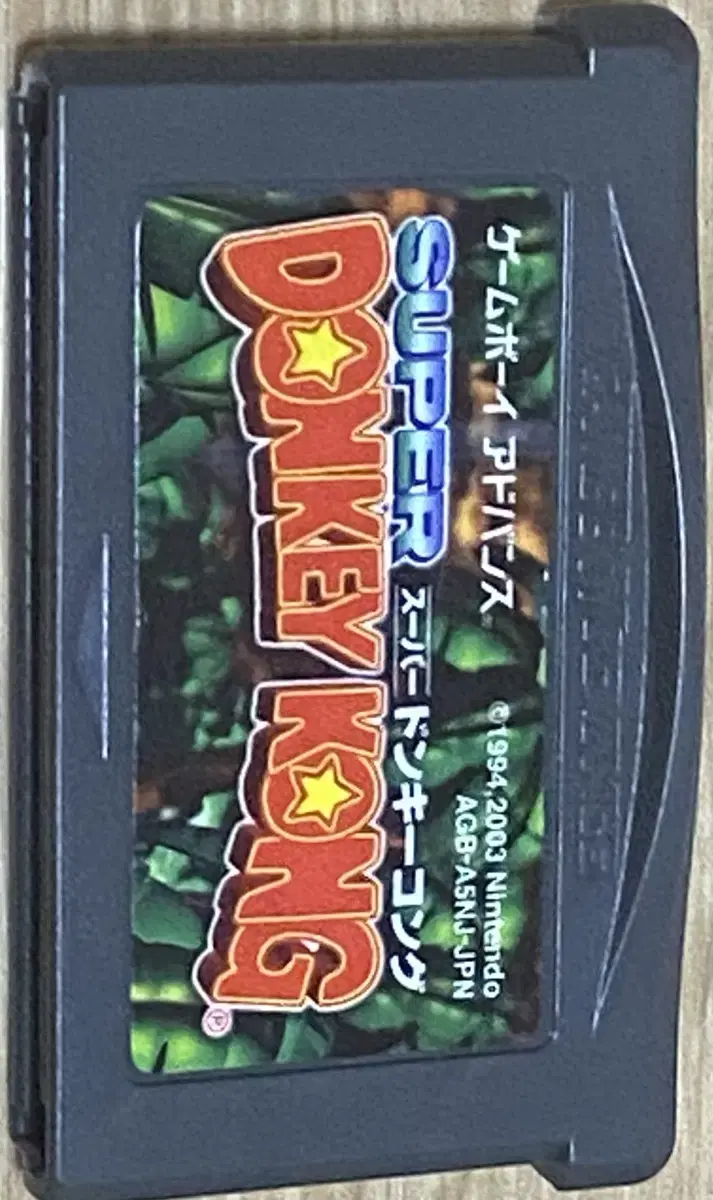 ゲームボーイ アドバンス
©1994,2003 Nintendo
AGB-A5NJ-JPN
SUPER
スーパードンキーコング
DONKEY KONG